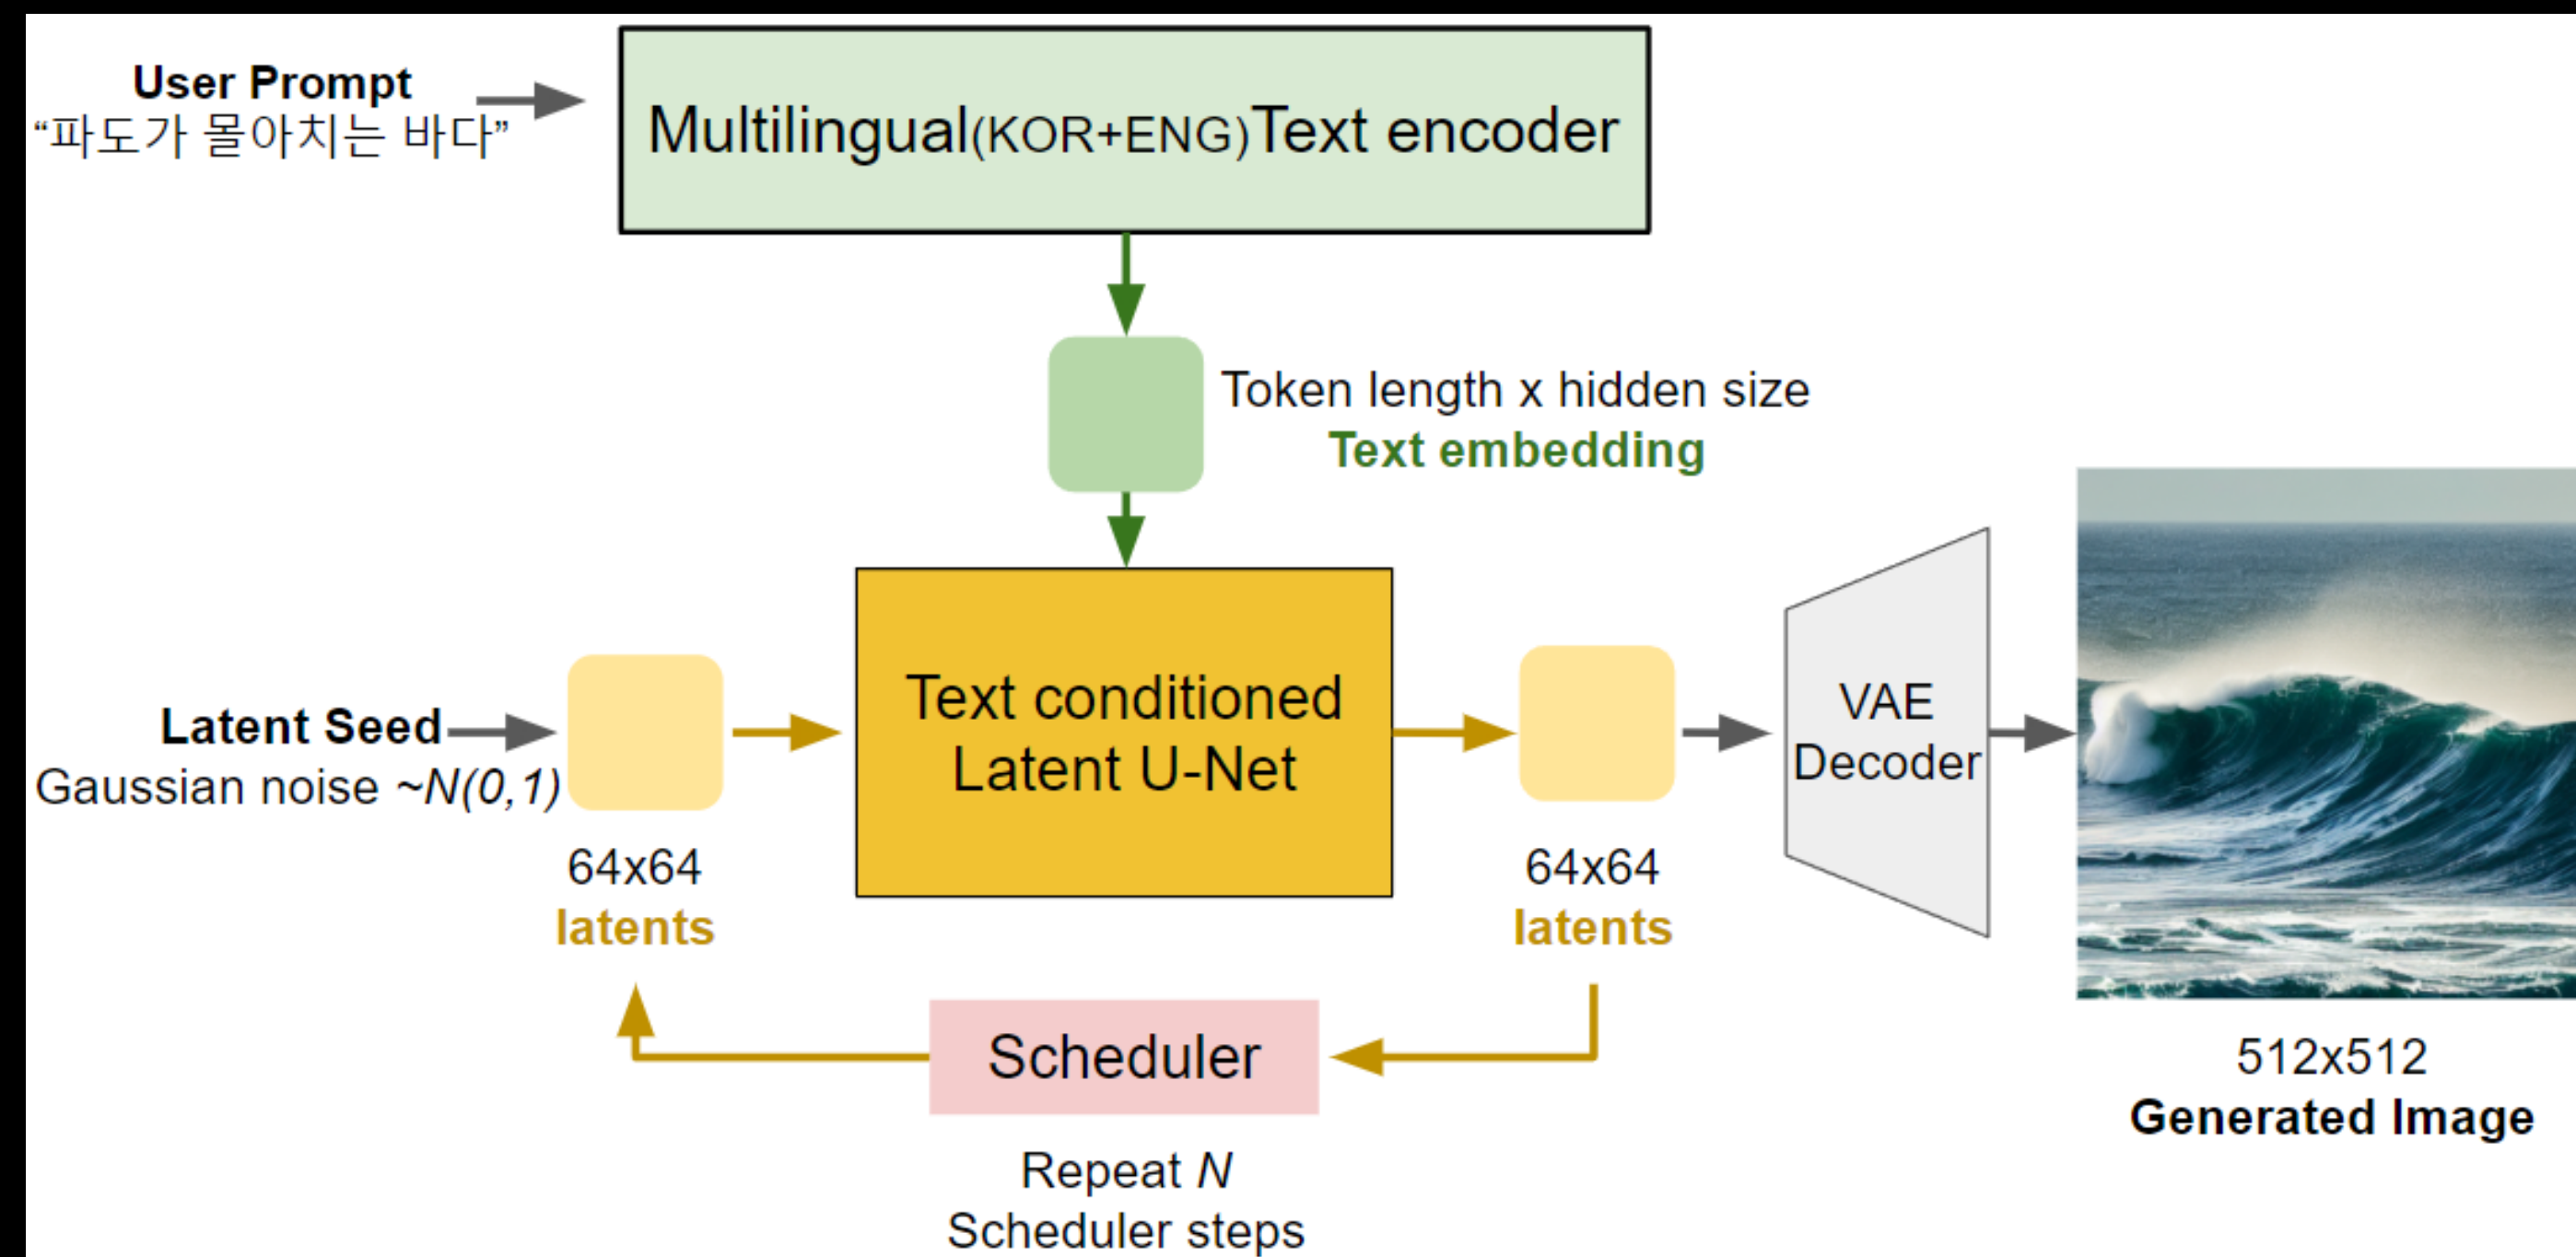 User Prompt
“파도가 몰아치는 바다”
Multilingual(KOR+ENG)Text encoder
Token length x hidden size
Text embedding
Latent Seed
Gaussian noise ~N(0,1)
64x64
latents
Text conditioned
Latent U-Net
64x64
latents
VAE
Decoder
Scheduler
Repeat N
Scheduler steps
512x512
Generated Image